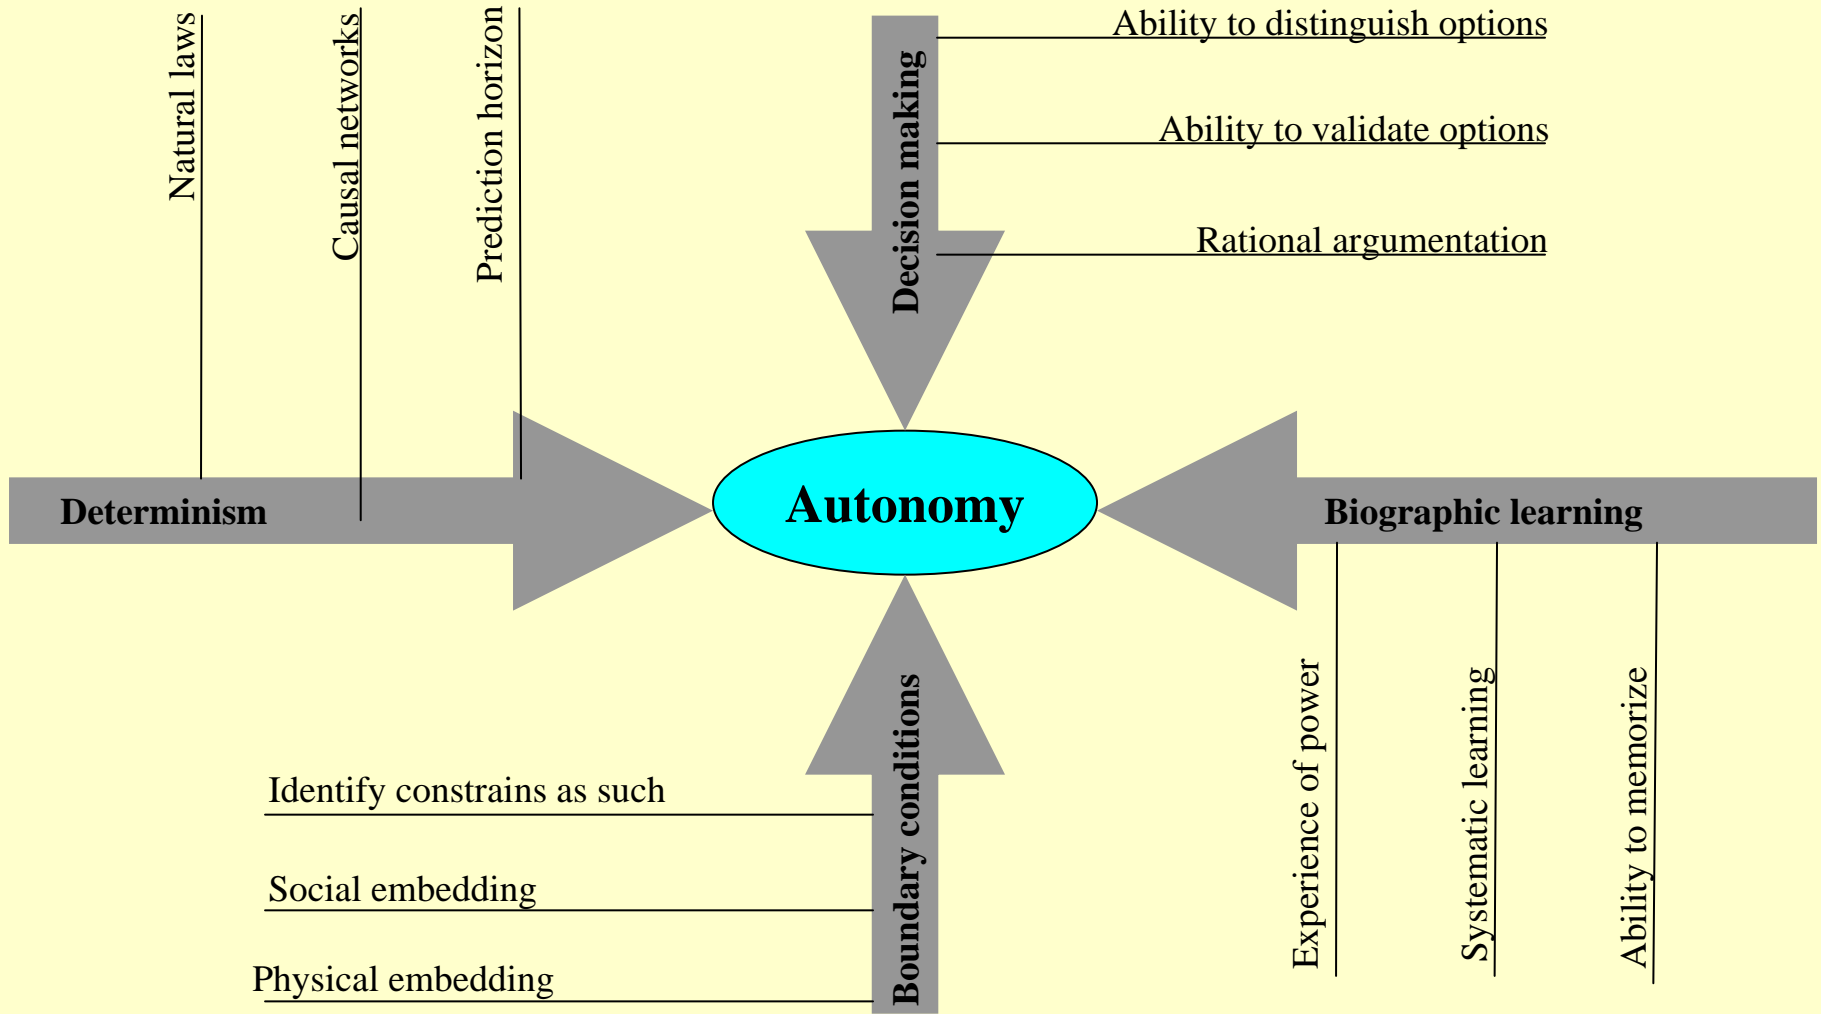 Natural laws
Causal networks
Prediction horizon
Decision making
Ability to distinguish options
Ability to validate options
Rational argumentation
Determinism
Autonomy
Biographic learning
Experience of power
Systematic learning
Ability to memorize
Boundary conditions
Identify constrains as such
Social embedding
Physical embedding